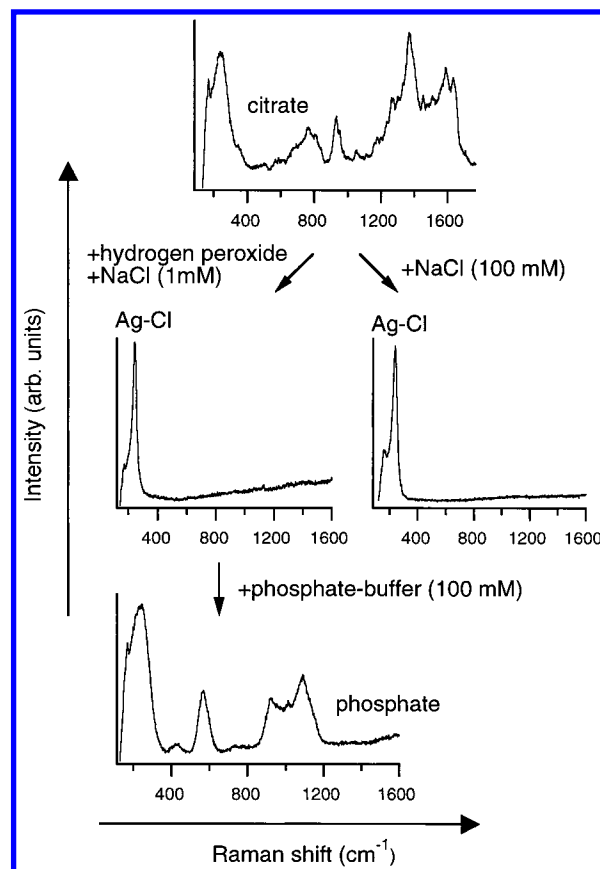 citrate
400 800 1200 1600
+hydrogen peroxide
+NaCl (1mM)
+NaCl (100 mM)
Ag-Cl
Ag-Cl
400 800 1200 1600
400 800 1200 1600
+phosphate-buffer (100 mM)
phosphate
400 800 1200 1600
Intensity (arb. units)
Raman shift (cm-1)